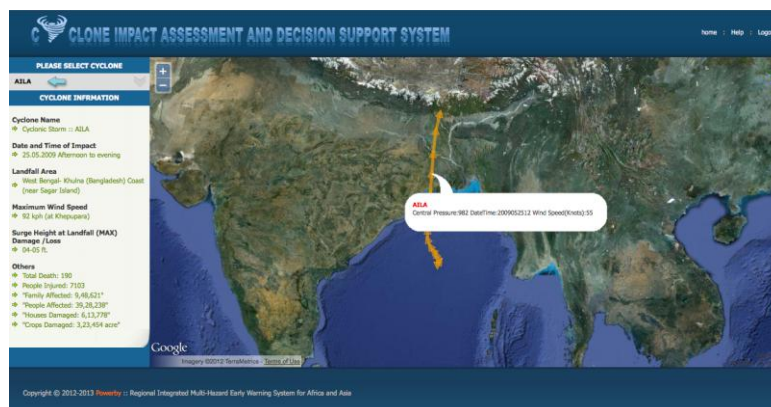 CYCLONE IMPACT ASSESSMENT AND DECISION SUPPORT SYSTEM
home : Help : Logo
PLEASE SELECT CYCLONE
AILA
CYCLONE INFRMATION
Cyclone Name
Cyclonic Storm :: AILA
Date and Time of Impact
25.05.2009 Afternoon to evening
Landfall Area
West Bengal- Khulna (Bangladesh) Coast
(near Sagar Island)
Maximum Wind Speed
92 kph (at Khepupara)
Surge Height at Landfall (MAX)
Damage /Loss
04-05 ft.
Others
Total Death: 190
People Injured: 7103
"Family Affected: 9,48,621"
"People Affected: 39,28,238"
"Houses Damaged: 6,13,778"
"Crops Damaged: 3,23,454 acre"
+
−
AILA
Central Pressure:982 DateTime:2009052512 Wind Speed(Knots):55
Google
Imagery ©2012 TerraMetrica - Terms of Use
Copyright © 2012-2013 Powerby :: Regional Integrated Multi-Hazard Early Warning System for Africa and Asia